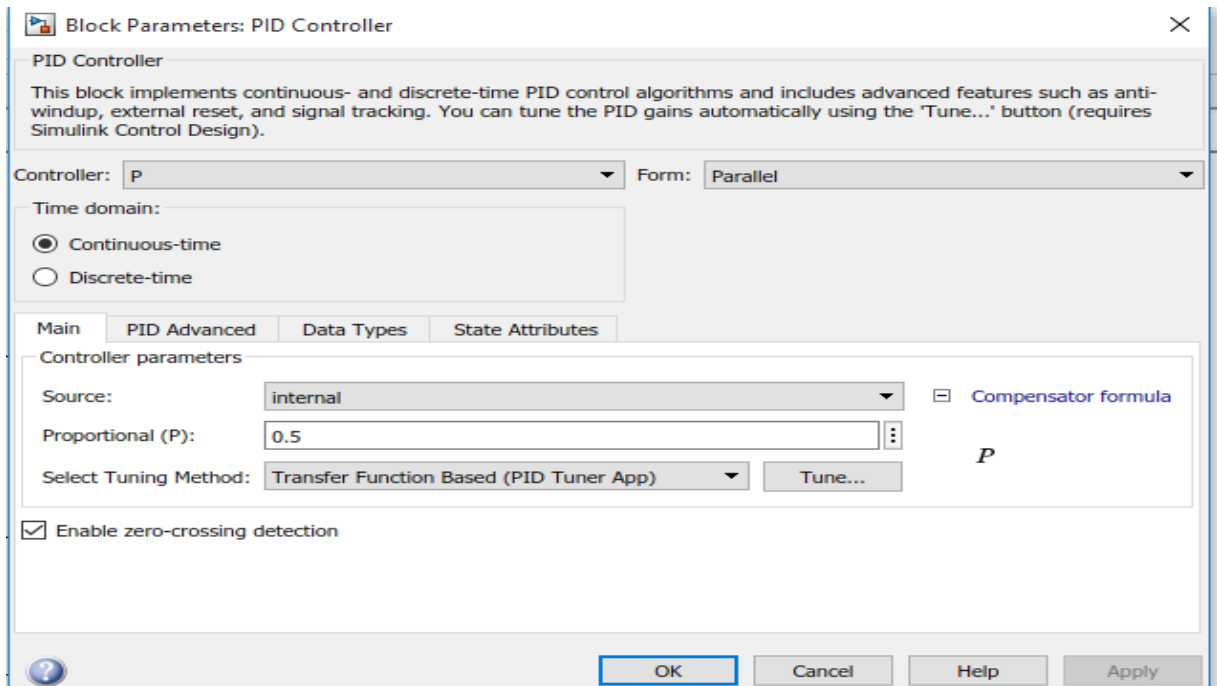 Block Parameters: PID Controller
PID Controller
This block implements continuous- and discrete-time PID control algorithms and includes advanced features such as anti-
windup, external reset, and signal tracking. You can tune the PID gains automatically using the 'Tune...' button (requires
Simulink Control Design).
Controller: P Form: Parallel
Time domain:
Continuous-time
Discrete-time
Main PID Advanced Data Types State Attributes
Controller parameters
Source: internal Compensator formula
Proportional (P): 0.5
P
Select Tuning Method: Transfer Function Based (PID Tuner App) Tune...
Enable zero-crossing detection
? OK Cancel Help Apply